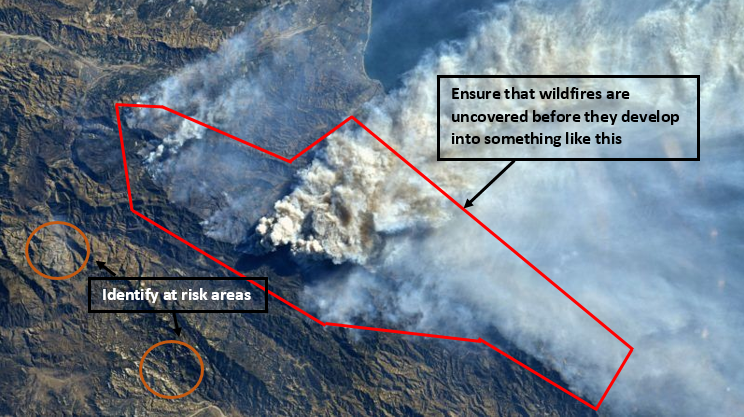 Ensure that wildfires are
uncovered before they develop
into something like this
Identify at risk areas